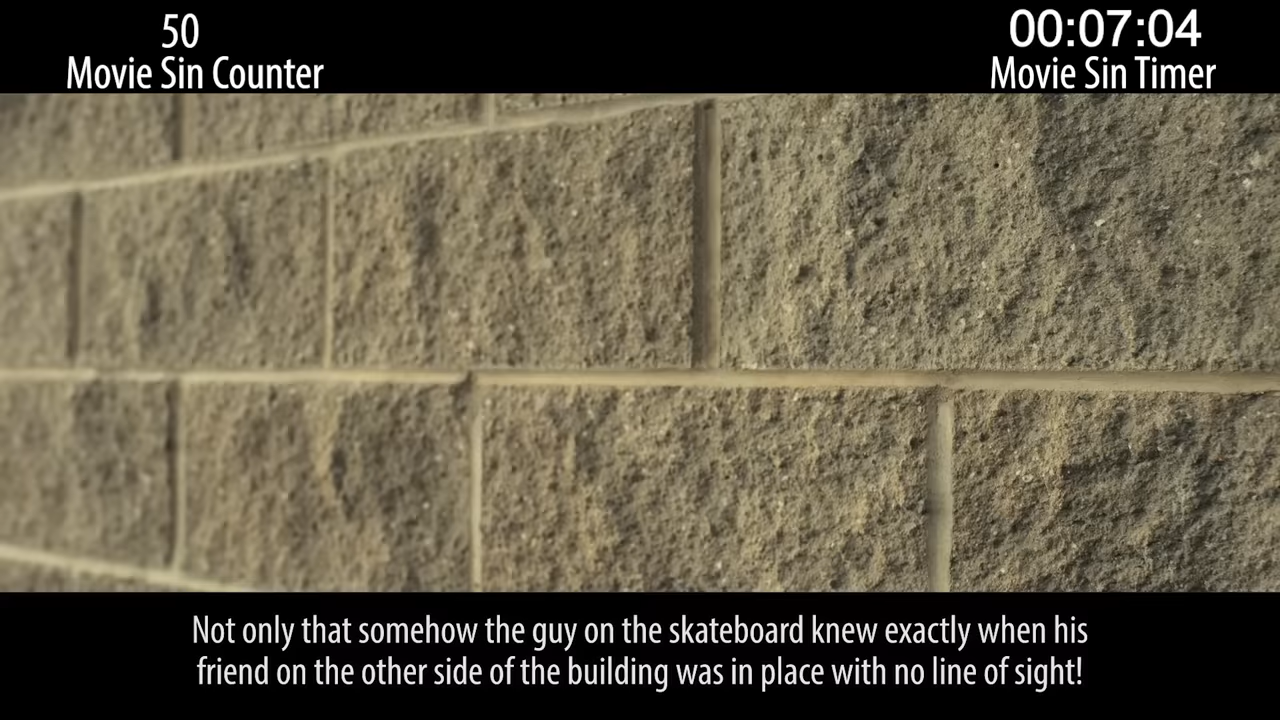 50
Movie Sin Counter
00:07:04
Movie Sin Timer
Not only that somehow the guy on the skateboard knew exactly when his
friend on the other side of the building was in place with no line of sight!